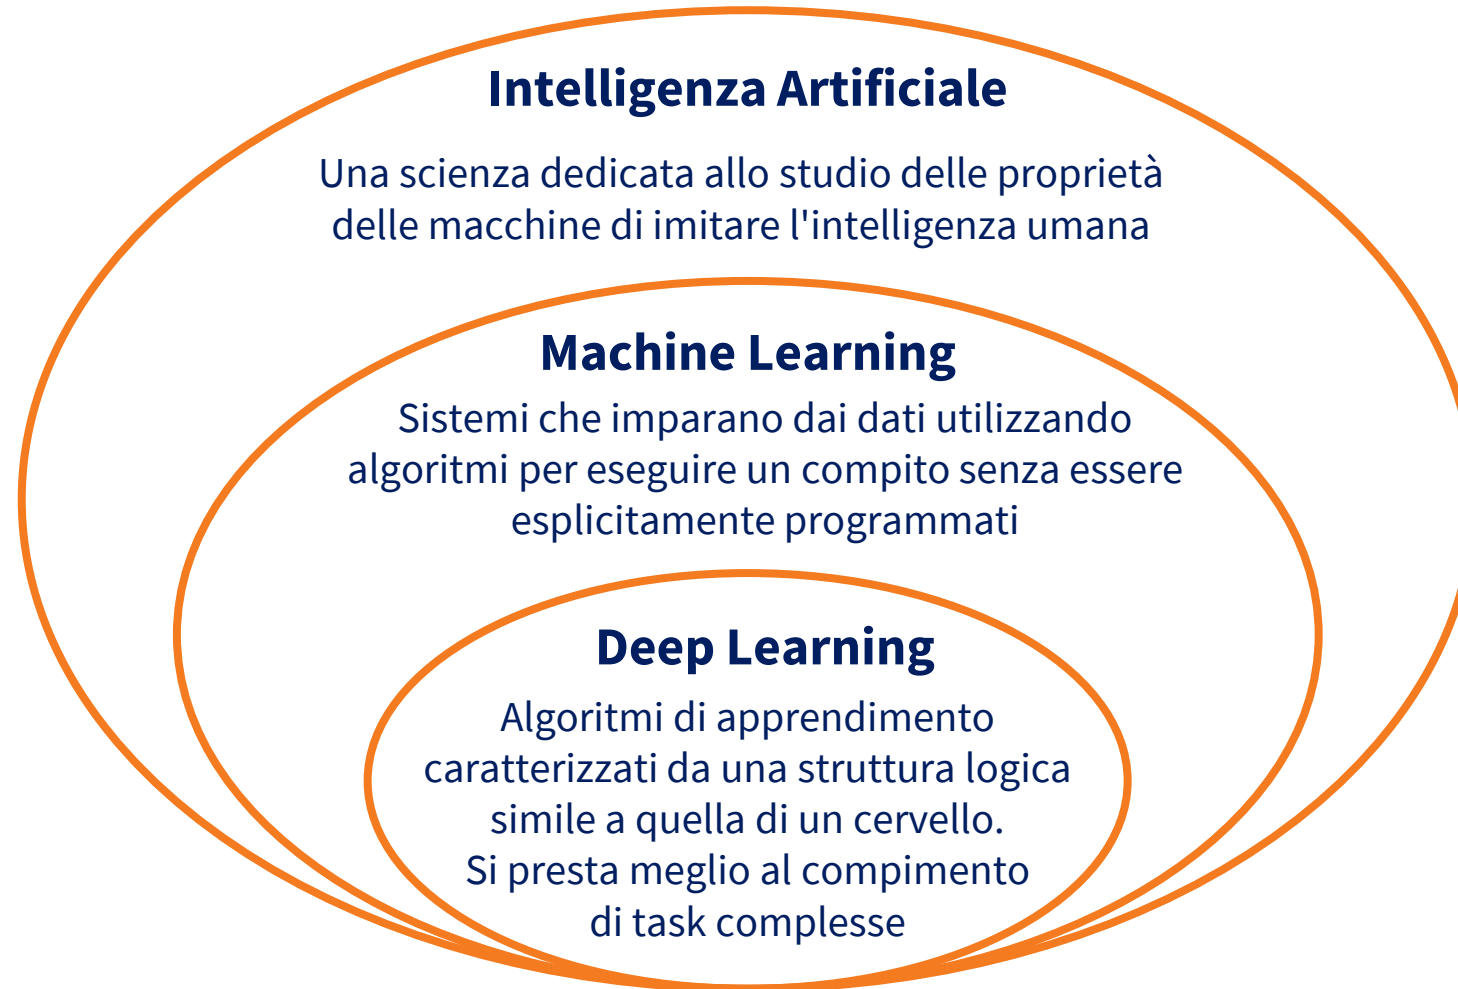 Intelligenza Artificiale
Una scienza dedicata allo studio delle proprietà
delle macchine di imitare l'intelligenza umana
Machine Learning
Sistemi che imparano dai dati utilizzando
algoritmi per eseguire un compito senza essere
esplicitamente programmati
Deep Learning
Algoritmi di apprendimento
caratterizzati da una struttura logica
simile a quella di un cervello.
Si presta meglio al compimento
di task complesse